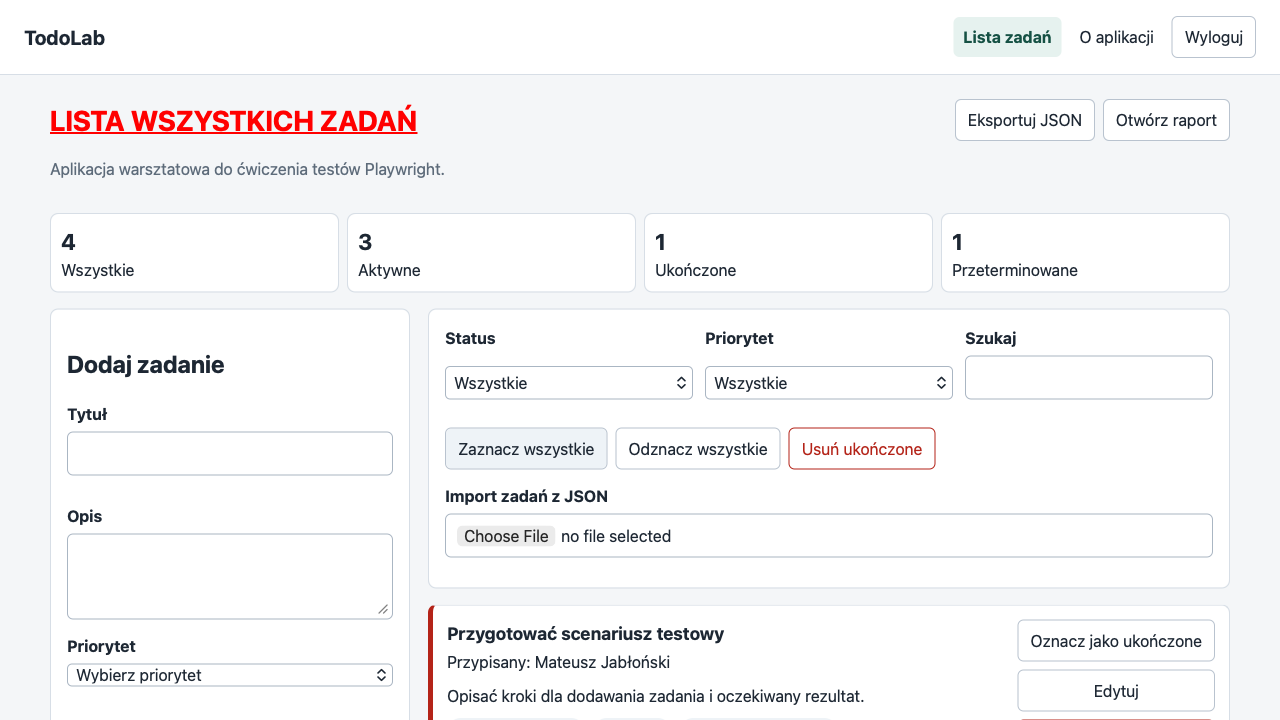 TodoLab
Lista zadań
O aplikacji
Wyloguj
LISTA WSZYSTKICH ZADAŃ
Eksportuj JSON
Otwórz raport
Aplikacja warsztatowa do ćwiczenia testów Playwright.
4
Wszystkie
3
Aktywne
1
Ukończone
1
Przeterminowane
Dodaj zadanie
Tytuł
Opis
Priorytet
Wybierz priorytet
Status
Wszystkie
Priorytet
Wszystkie
Szukaj
Zaznacz wszystkie
Odznacz wszystkie
Usuń ukończone
Import zadań z JSON
Choose File no file selected
Przygotować scenariusz testowy
Przypisany: Mateusz Jabłoński
Opisać kroki dla dodawania zadania i oczekiwany rezultat.
Oznacz jako ukończone
Edytuj